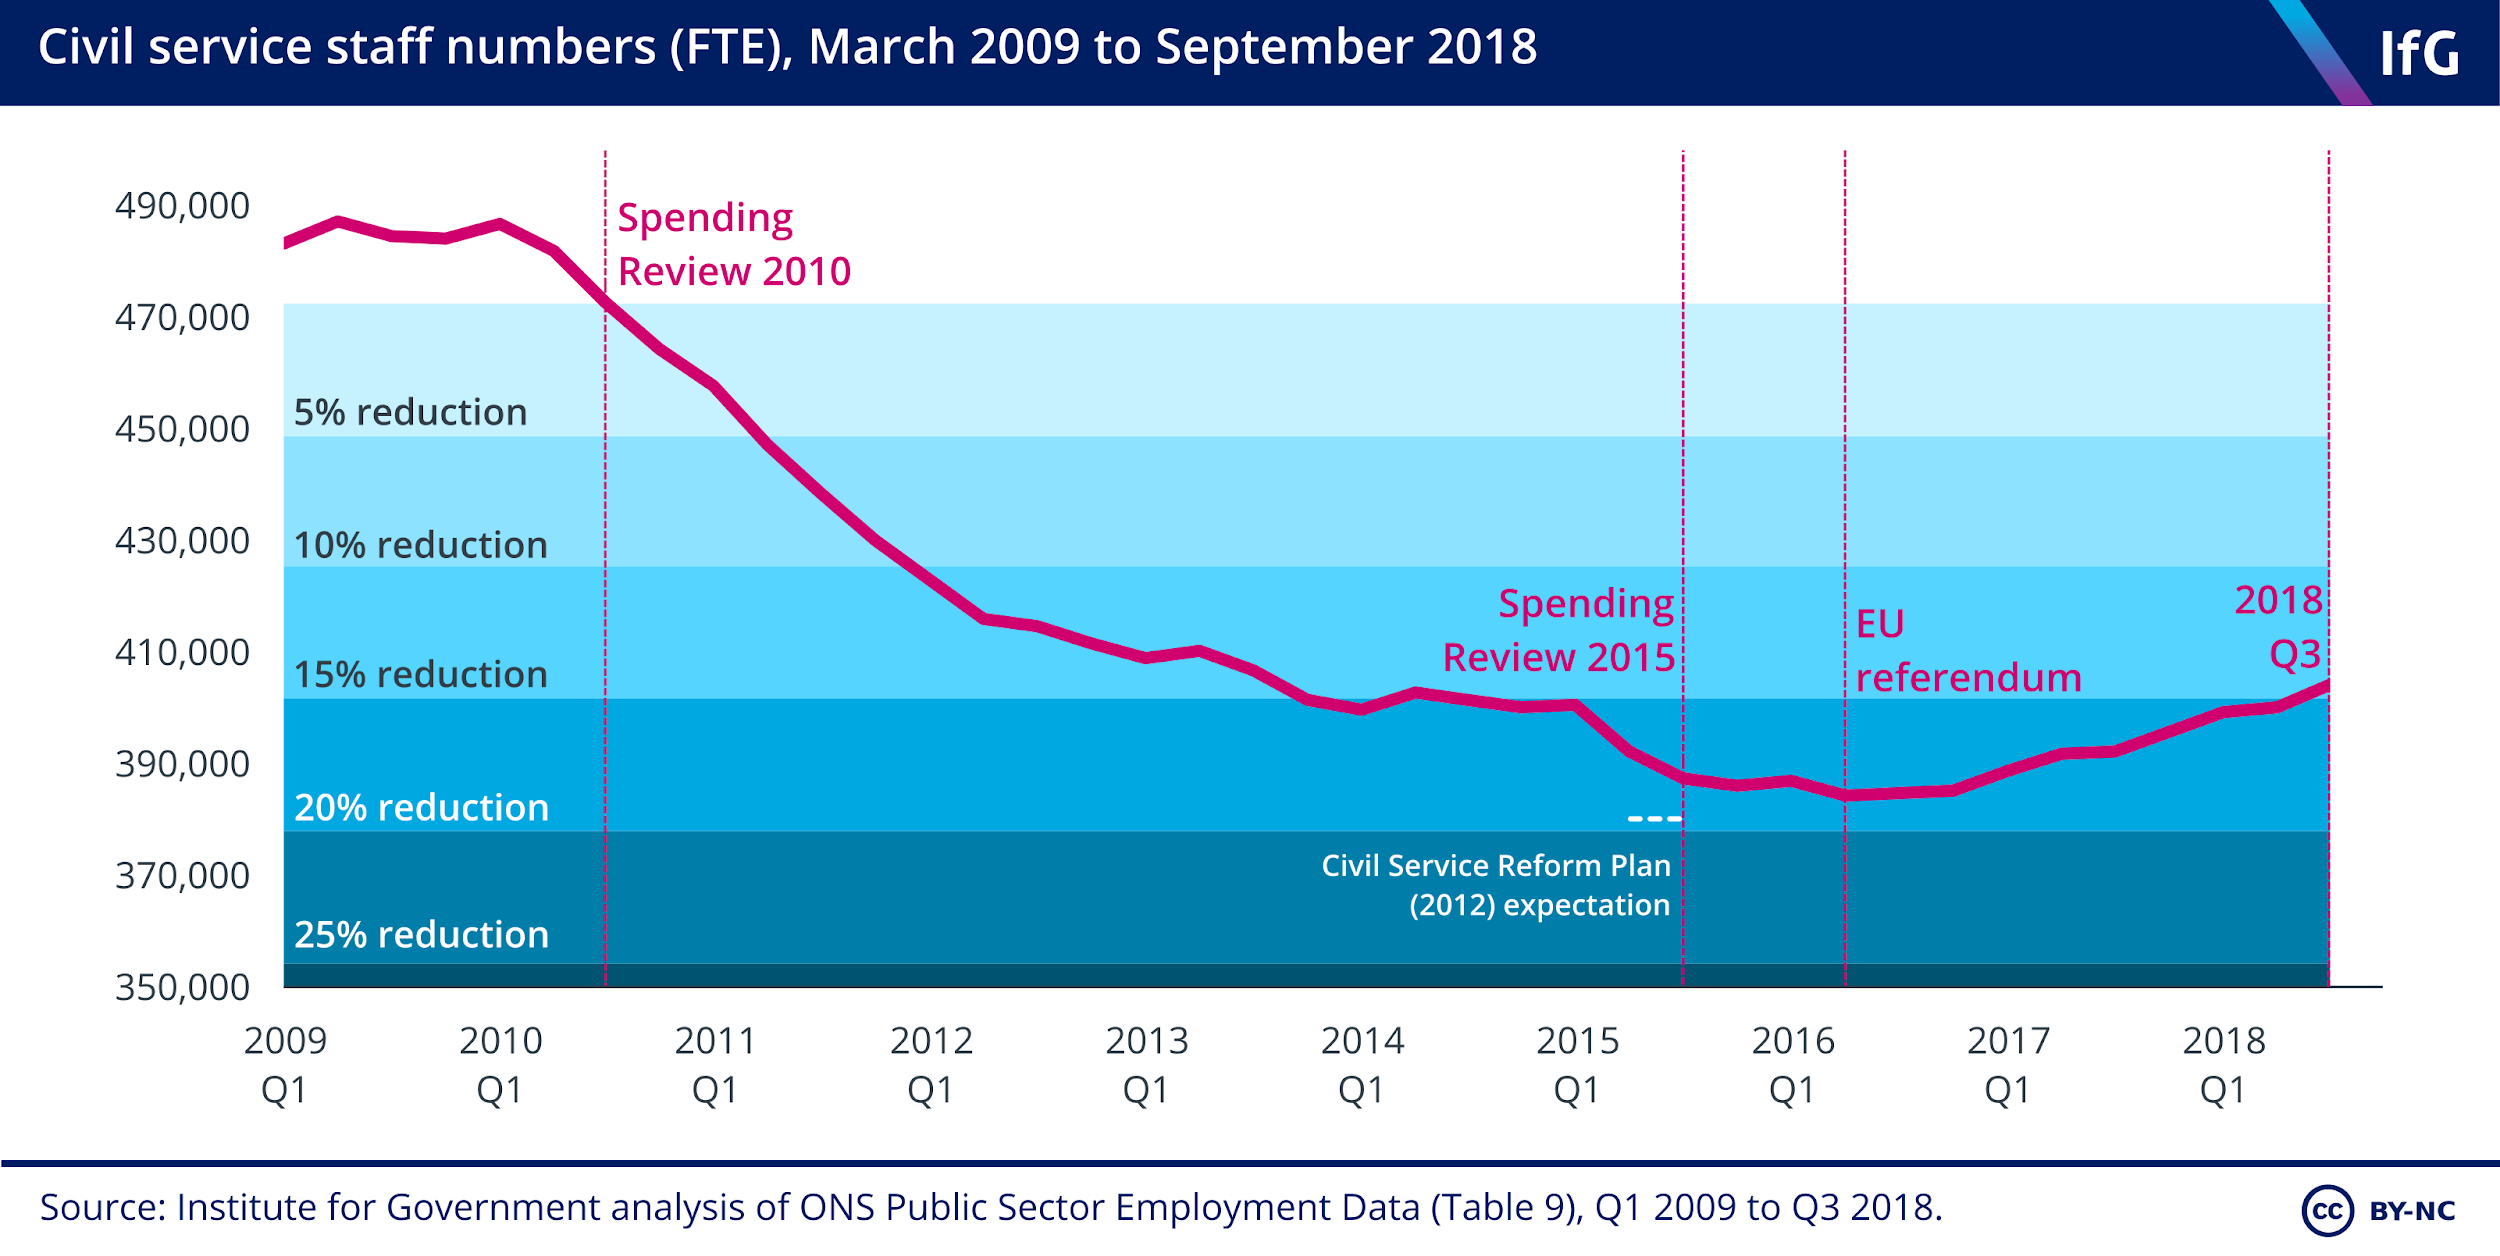 Civil service staff numbers (FTE), March 2009 to September 2018
IfG
490,000
470,000
450,000
430,000
410,000
390,000
370,000
350,000
Spending
Review 2010
5% reduction
10% reduction
15% reduction
20% reduction
25% reduction
Spending
Review 2015
EU
referendum
2018
Q3
Civil Service Reform Plan
(2012) expectation
2009 2010 2011 2012 2013 2014 2015 2016 2017 2018
Q1 Q1 Q1 Q1 Q1 Q1 Q1 Q1 Q1 Q1
Source: Institute for Government analysis of ONS Public Sector Employment Data (Table 9), Q1 2009 to Q3 2018.
cc BY-NC